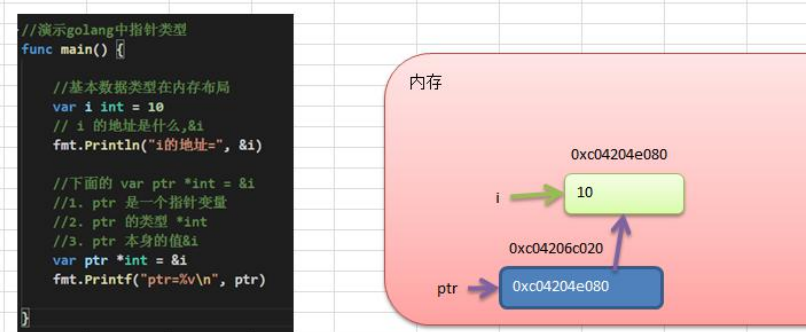 //演示golang中指针类型
func main() {
//基本数据类型在内存布局
var i int = 10
// i 的地址是什么,&i
fmt.Println("i的地址=", &i)
//下面的 var ptr *int = &i
//1. ptr 是一个指针变量
//2. ptr 的类型 *int
//3. ptr 本身的值&i
var ptr *int = &i
fmt.Printf("ptr=%v\n", ptr)
}
内存
0xc04204e080
i
10
0xc04206c020
ptr
0xc04204e080